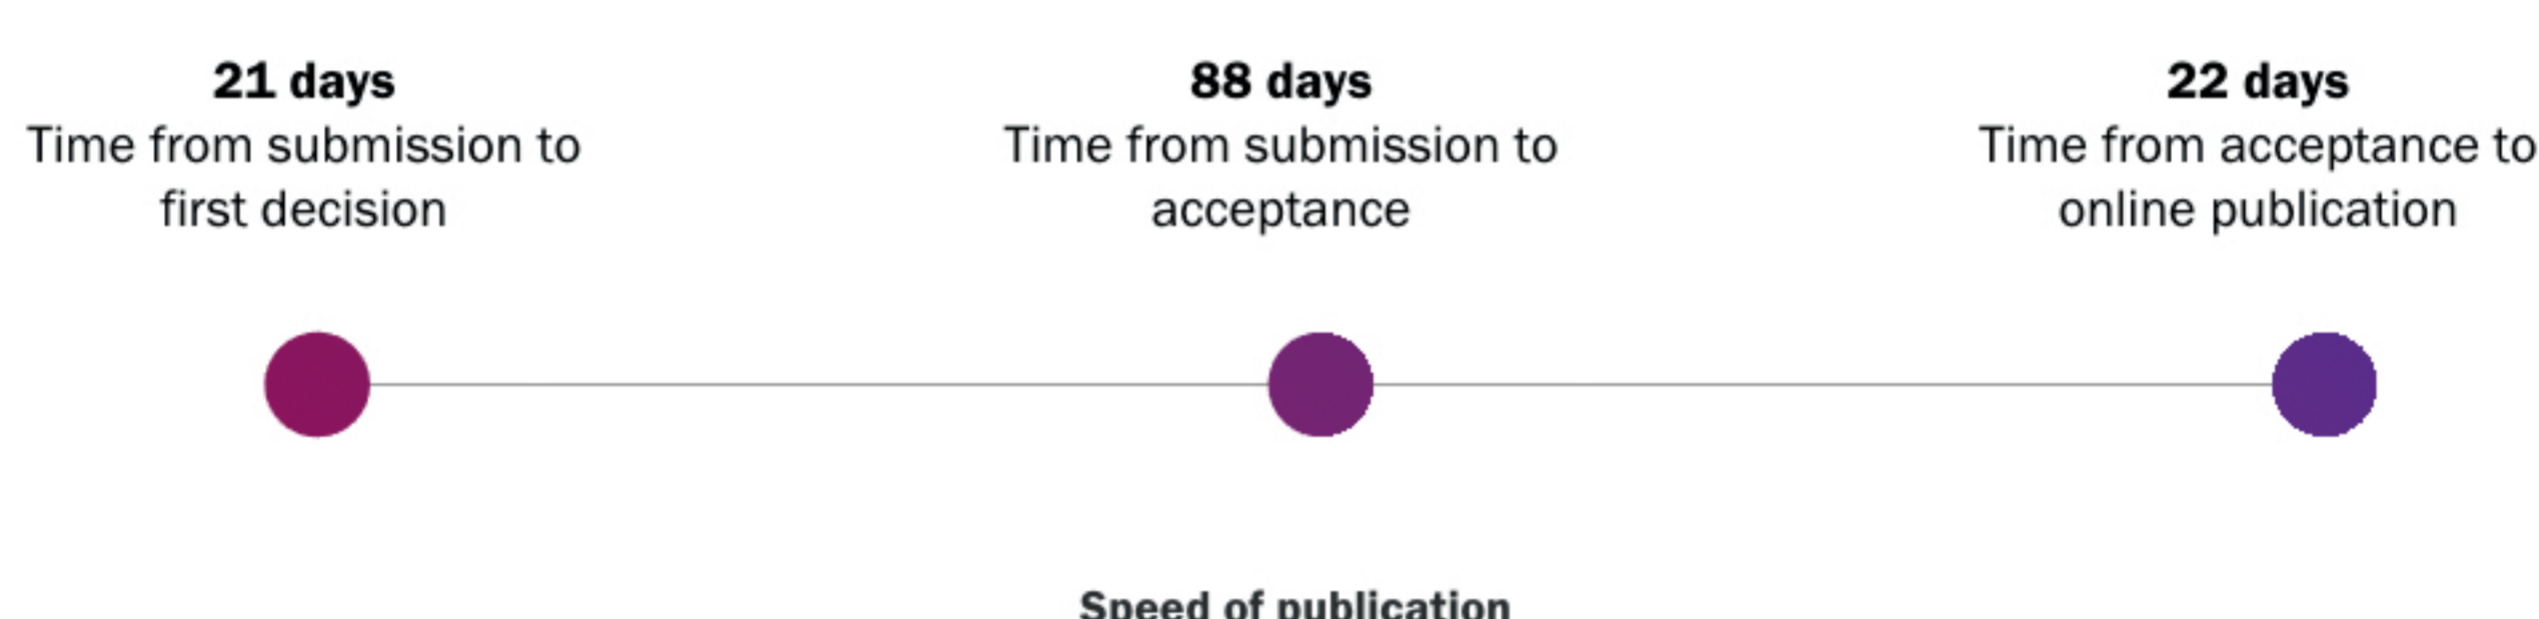 21 days
Time from submission to
first decision
88 days
Time from submission to
acceptance
22 days
Time from acceptance to
online publication
Speed of publication